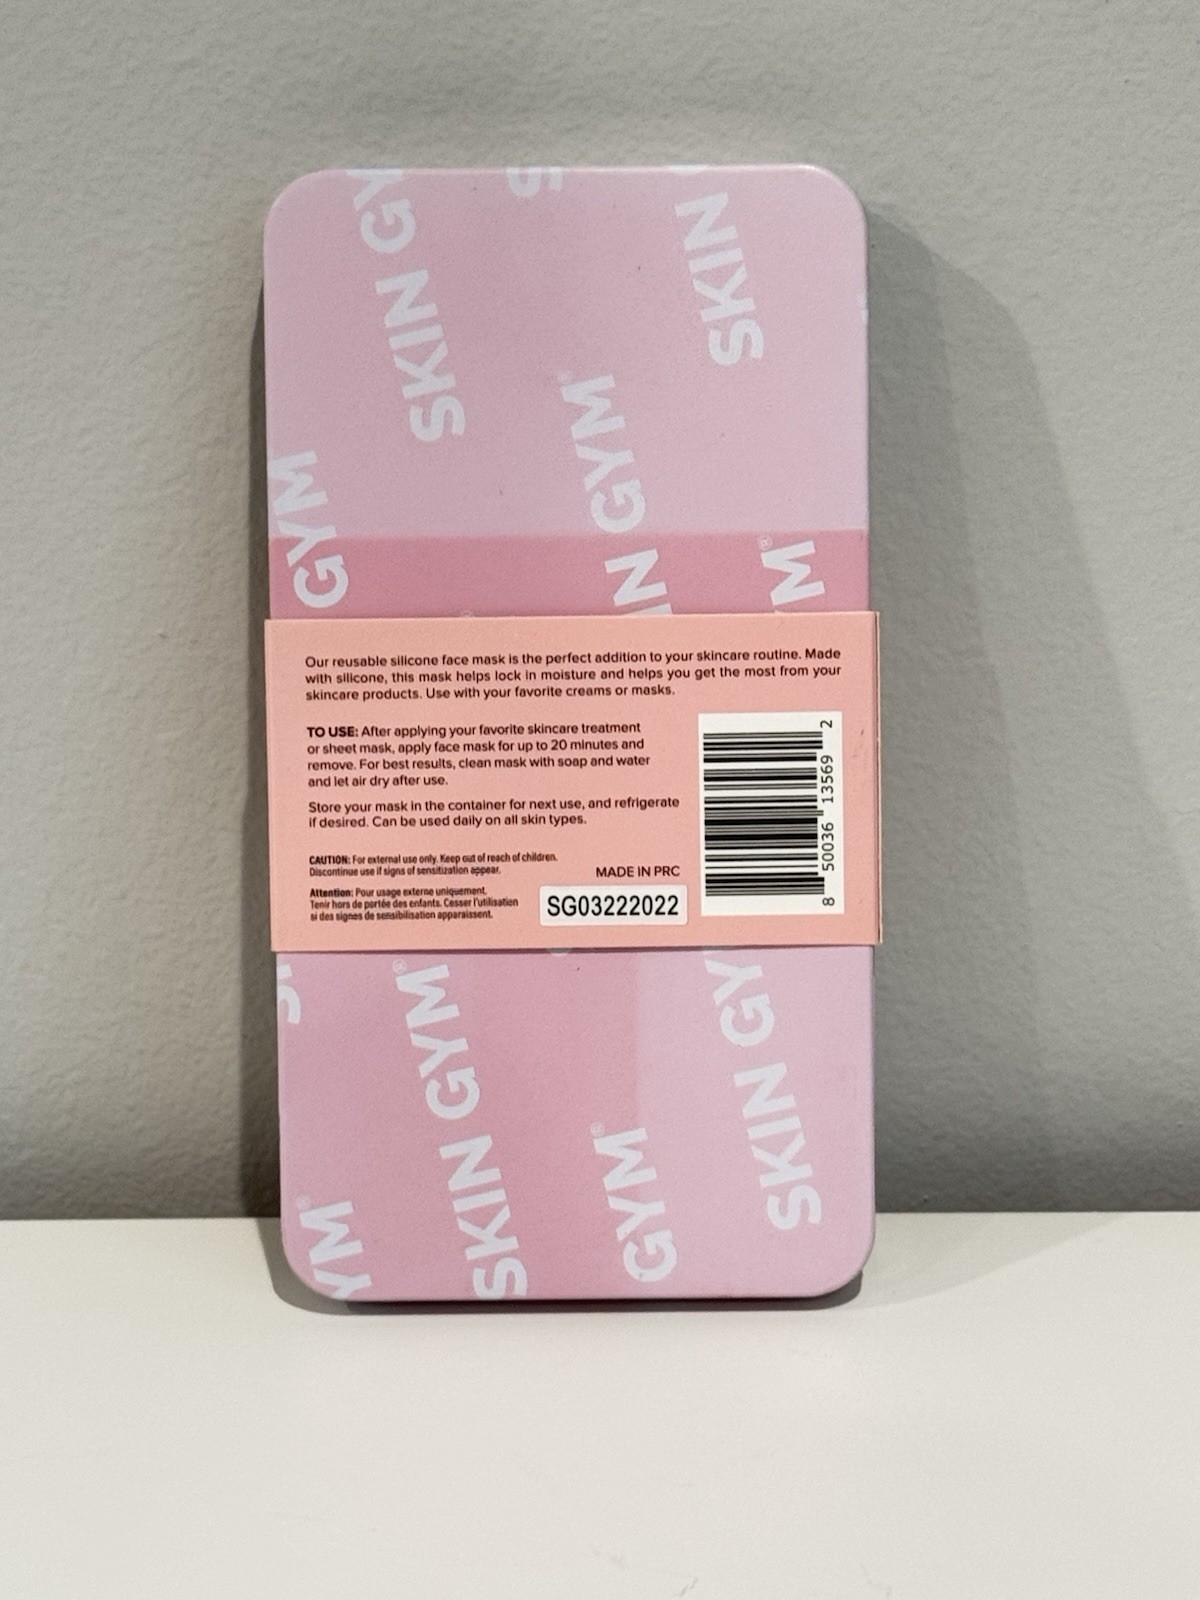 SKIN GY
S
SKIN
GYM
IN GYM®
M®
Our reusable silicone face mask is the perfect addition to your skincare routine. Made
with silicone, this mask helps lock in moisture and helps you get the most from your
skincare products. Use with your favorite creams or masks.
TO USE: After applying your favorite skincare treatment
or sheet mask, apply face mask for up to 20 minutes and
remove. For best results, clean mask with soap and water
and let air dry after use.
Store your mask in the container for next use, and refrigerate
if desired. Can be used daily on all skin types.
CAUTION: For external use only. Keep out of reach of children.
Discontinue use if signs of sensitization appear.
Attention: Pour usage externe uniquement.
Tenir hors de portée des enfants. Cesser l'utilisation
si des signes de sensibilisation apparaissent.
MADE IN PRC
SG03222022
8 50036 13569 2
SKIN GYM®
SKIN GY
GYM®
YM®